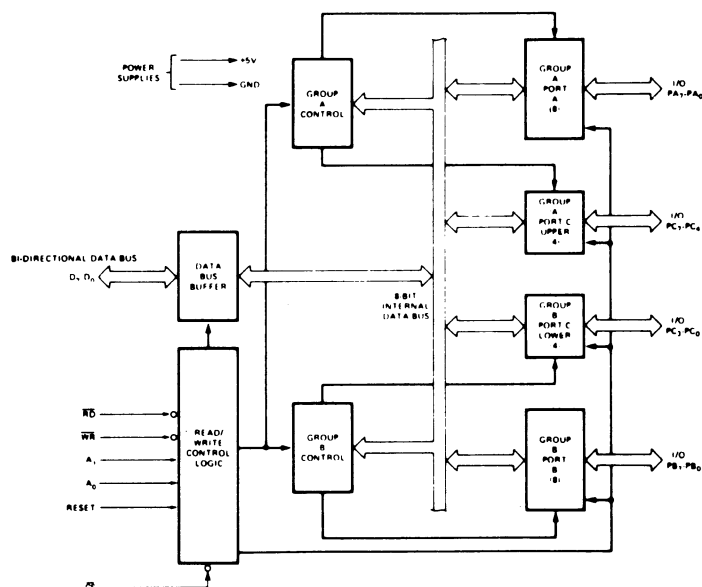 POWER
SUPPLIES
+5V
GND
GROUP
A
CONTROL
GROUP
A
PORT
A
(8)
I/O
PA7-PA0
GROUP
A
PORT C
UPPER
(4)
I/O
PC7-PC4
BI-DIRECTIONAL DATA BUS
D7-D0
DATA
BUS
BUFFER
8-BIT
INTERNAL
DATA BUS
GROUP
B
PORT C
LOWER
(4)
I/O
PC3-PC0
RD
WR
A1
A0
RESET
READ/
WRITE
CONTROL
LOGIC
GROUP
B
CONTROL
GROUP
B
PORT
B
(8)
I/O
PB7-PB0